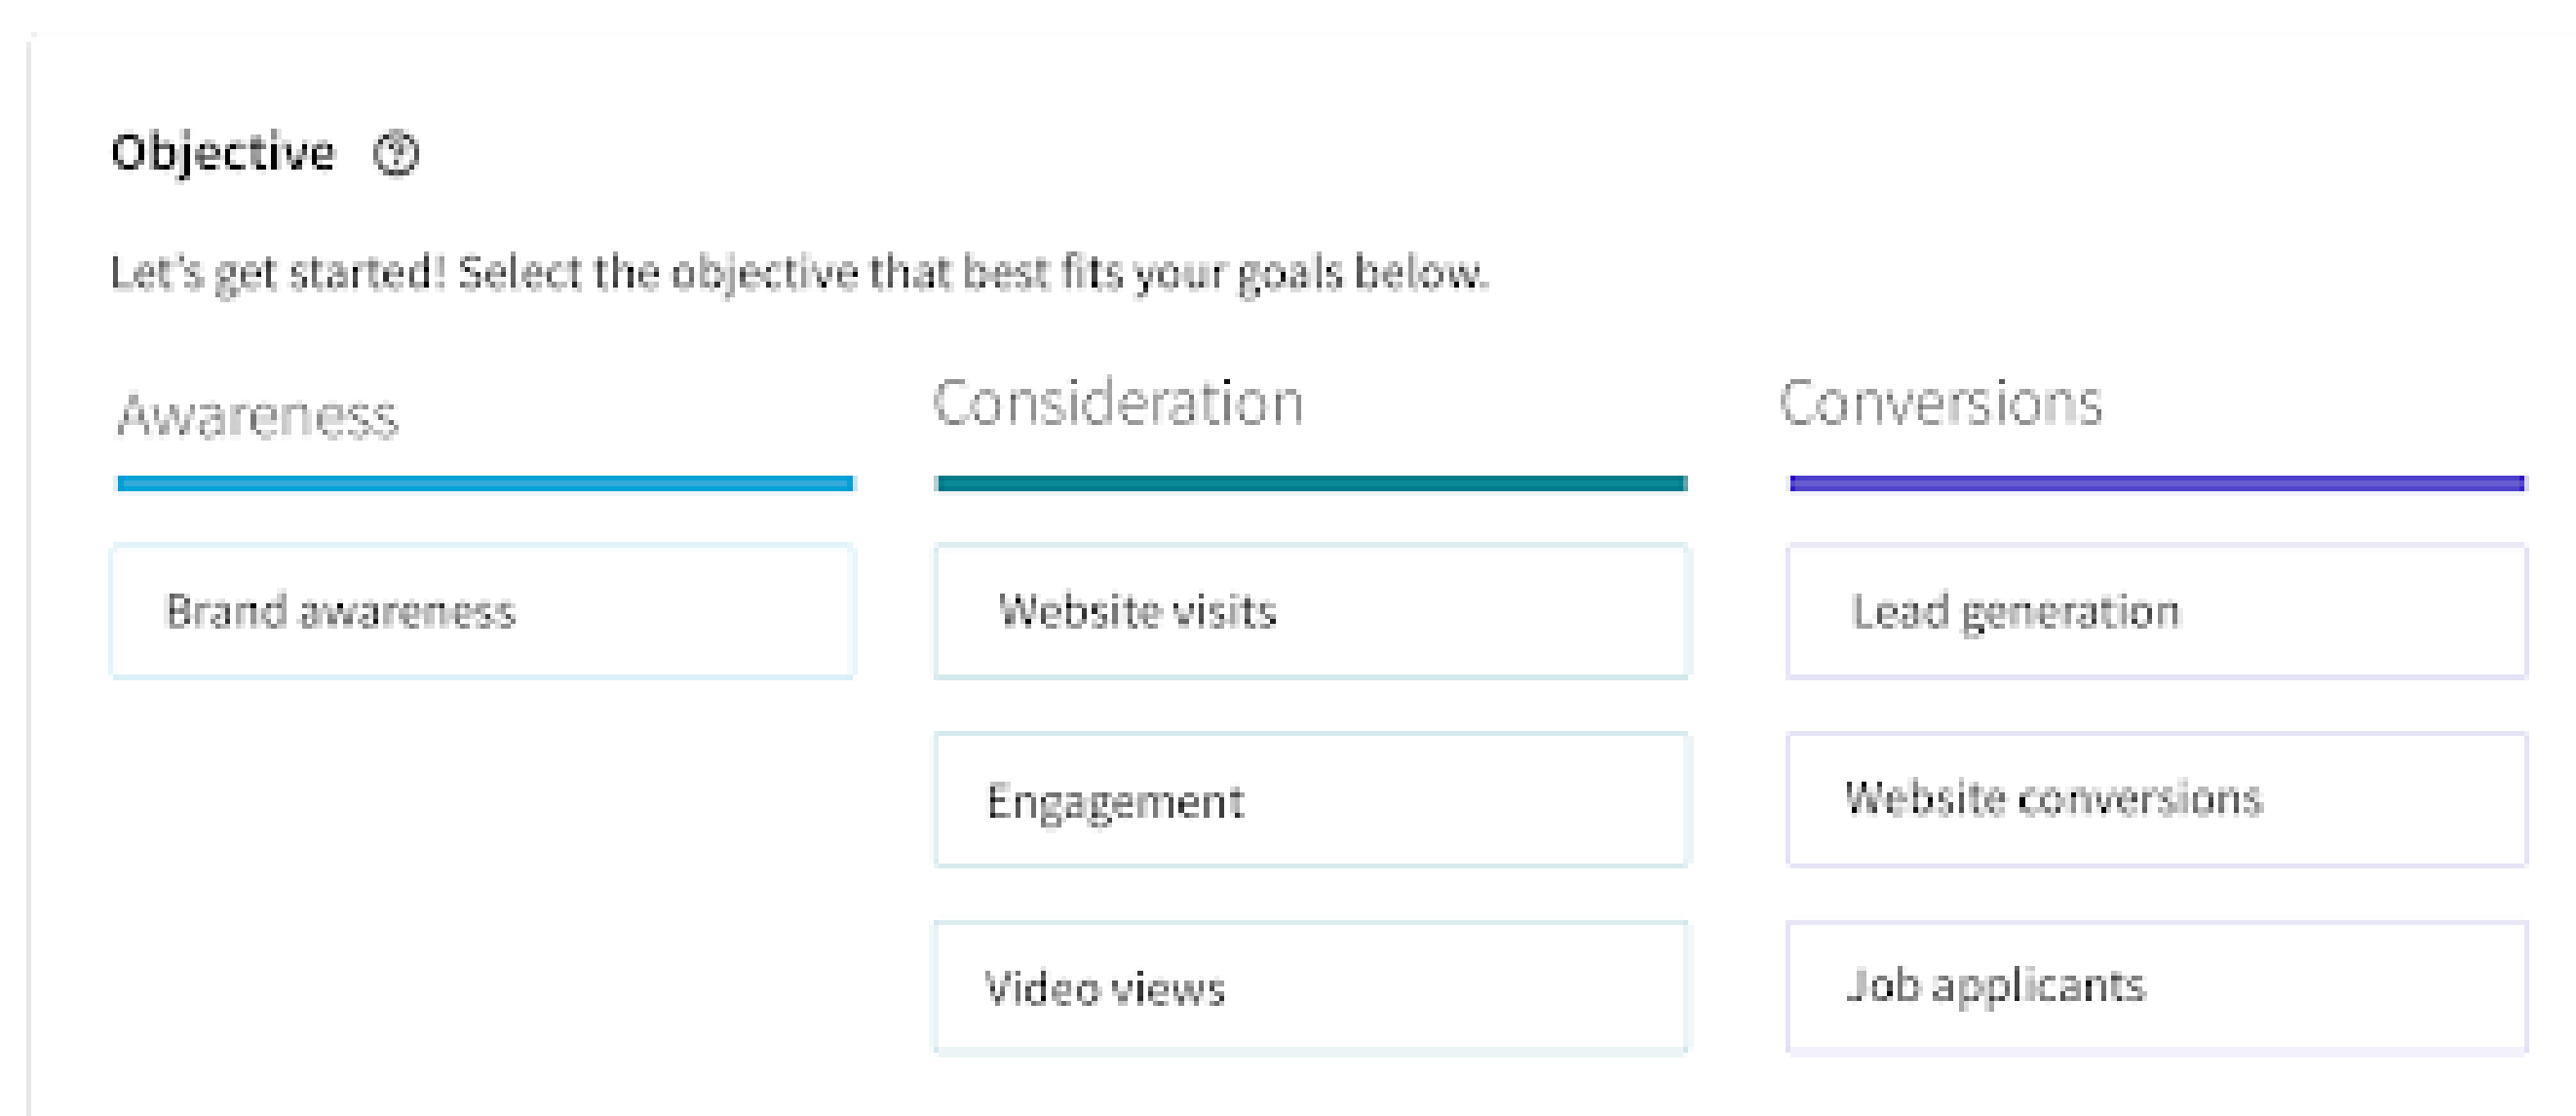 Objective
Let's get started! Select the objective that best fits your goals below.
Awareness
Consideration
Conversions
Brand awareness
Website visits
Lead generation
Engagement
Website conversions
Video views
Job applicants